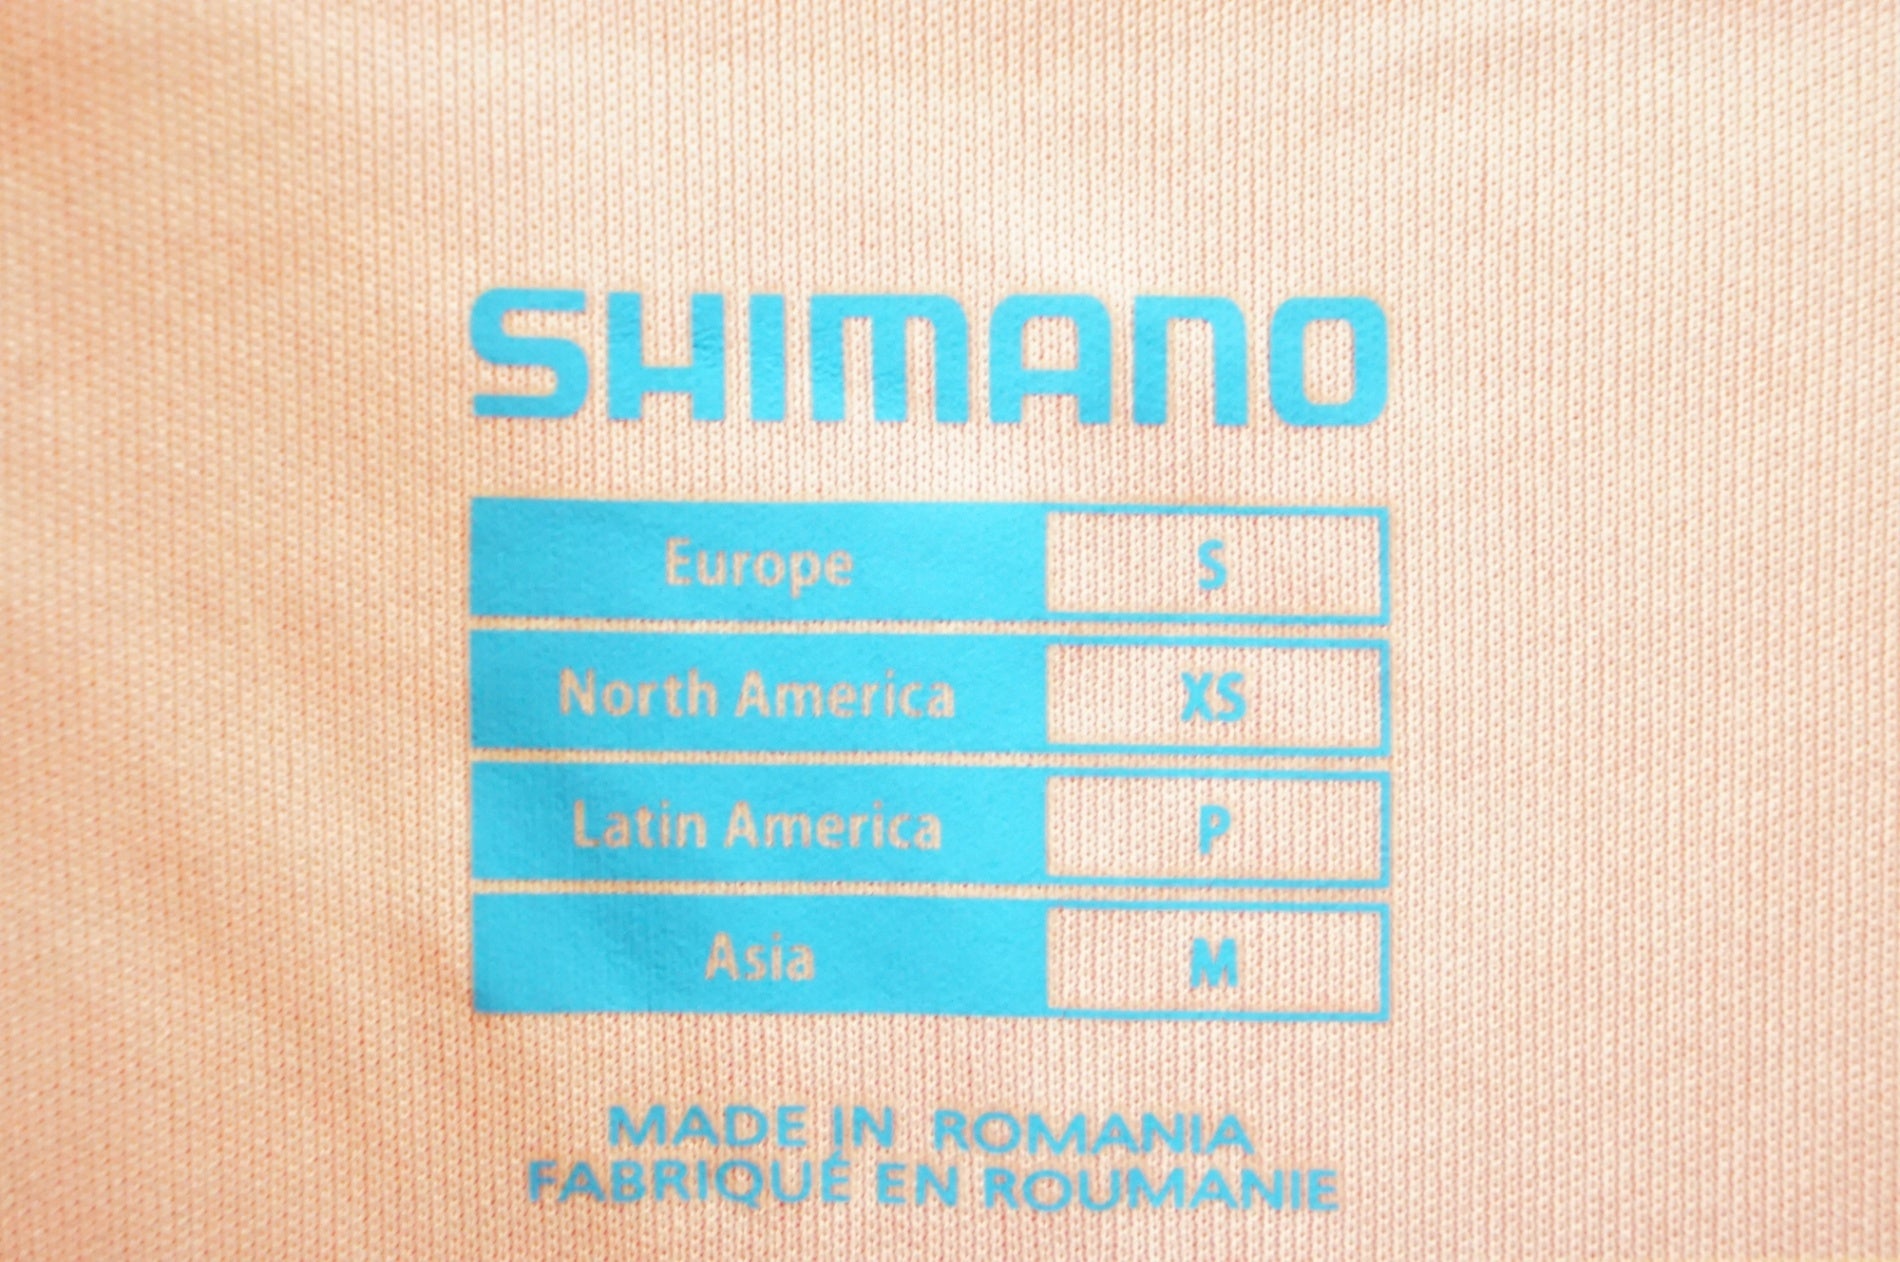 SHIMANO
Europe S
North America XS
Latin America P
Asia M
MADE IN ROMANIA
FABRIQUÉ EN ROUMANIE